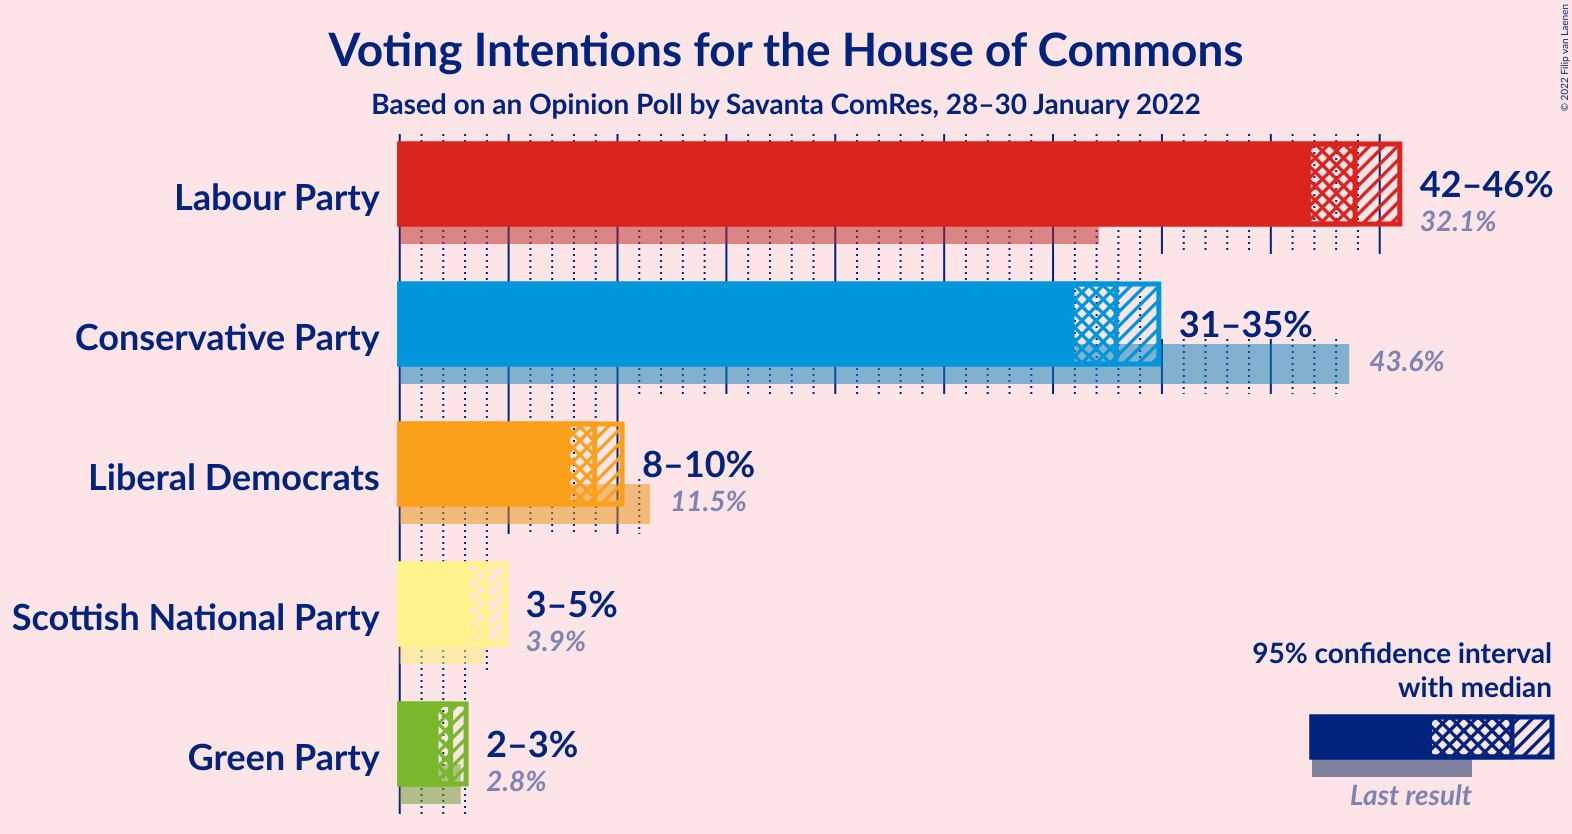 Voting Intentions for the House of Commons
Based on an Opinion Poll by Savanta ComRes, 28–30 January 2022
© 2022 Filip van Laenen
Labour Party
42–46%
32.1%
Conservative Party
31–35%
43.6%
Liberal Democrats
8–10%
11.5%
Scottish National Party
3–5%
3.9%
Green Party
2–3%
2.8%
95% confidence interval
with median
Last result